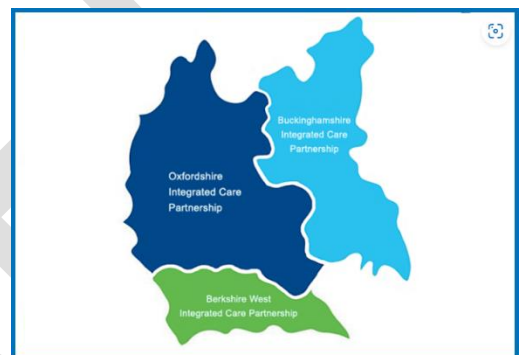 Buckinghamshire
Integrated Care
Partnership
Oxfordshire
Integrated Care
Partnership
Berkshire West
Integrated Care Partnership